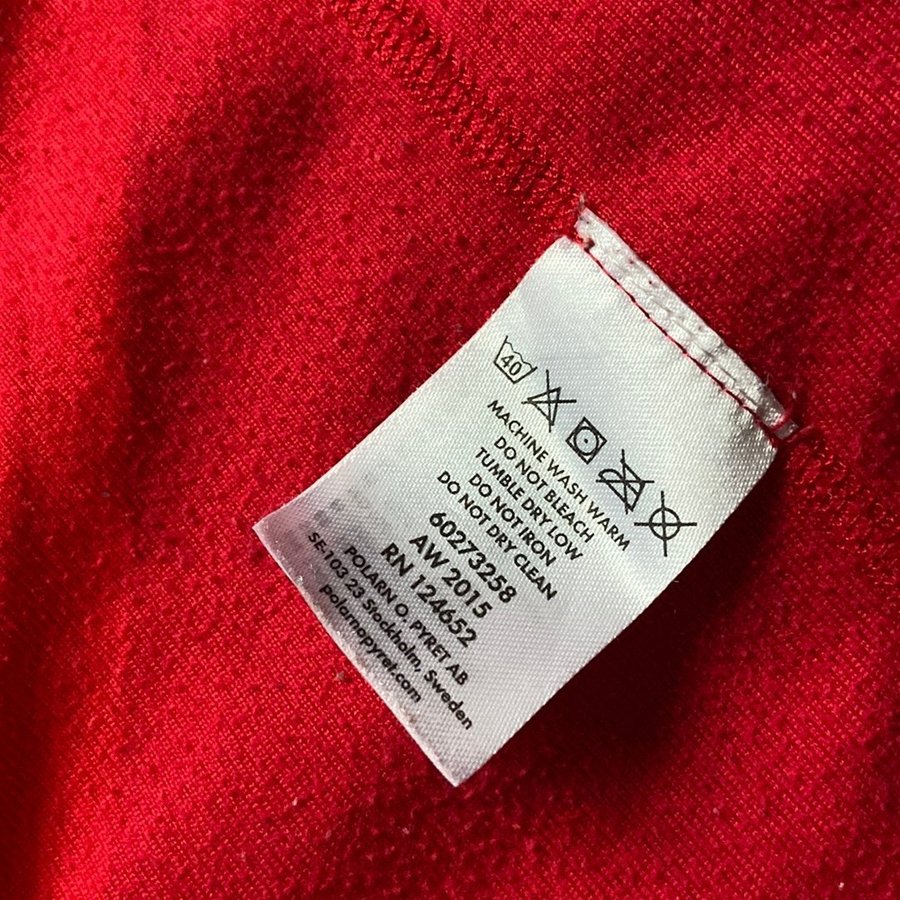 40
MACHINE WASH WARM
DO NOT BLEACH
TUMBLE DRY LOW
DO NOT IRON
DO NOT DRY CLEAN
60273258
AW 2015
RN 124652
POLARN O. PYRET AB
SE-103 23 Stockholm, Sweden
polarnopyret.com